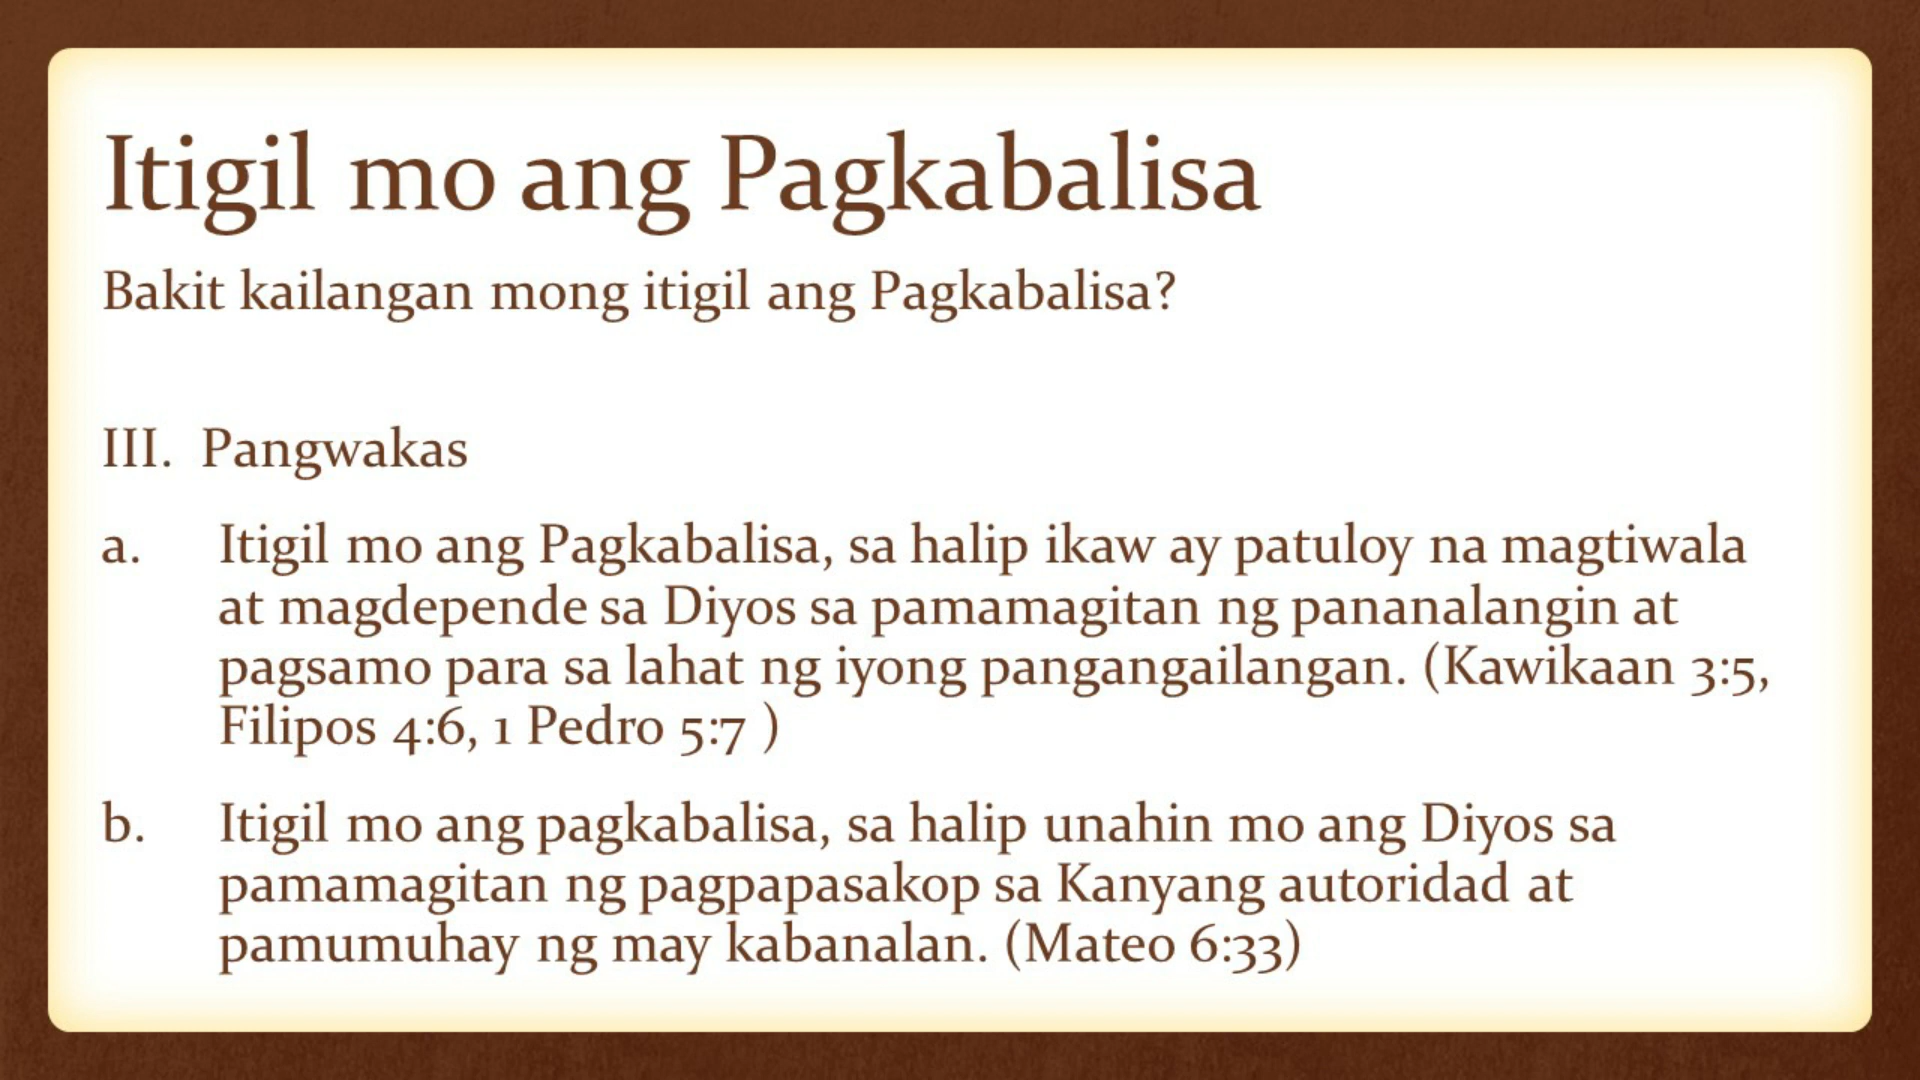 Itigil mo ang Pagkabalisa
Bakit kailangan mong itigil ang Pagkabalisa?
III. Pangwakas
a. Itigil mo ang Pagkabalisa, sa halip ikaw ay patuloy na magtiwala
at magdepende sa Diyos sa pamamagitan ng pananalangin at
pagsamo para sa lahat ng iyong pangangailangan. (Kawikaan 3:5,
Filipos 4:6, 1 Pedro 5:7 )
b. Itigil mo ang pagkabalisa, sa halip unahin mo ang Diyos sa
pamamagitan ng pagpapasakop sa Kanyang autoridad at
pamumuhay ng may kabanalan. (Mateo 6:33)